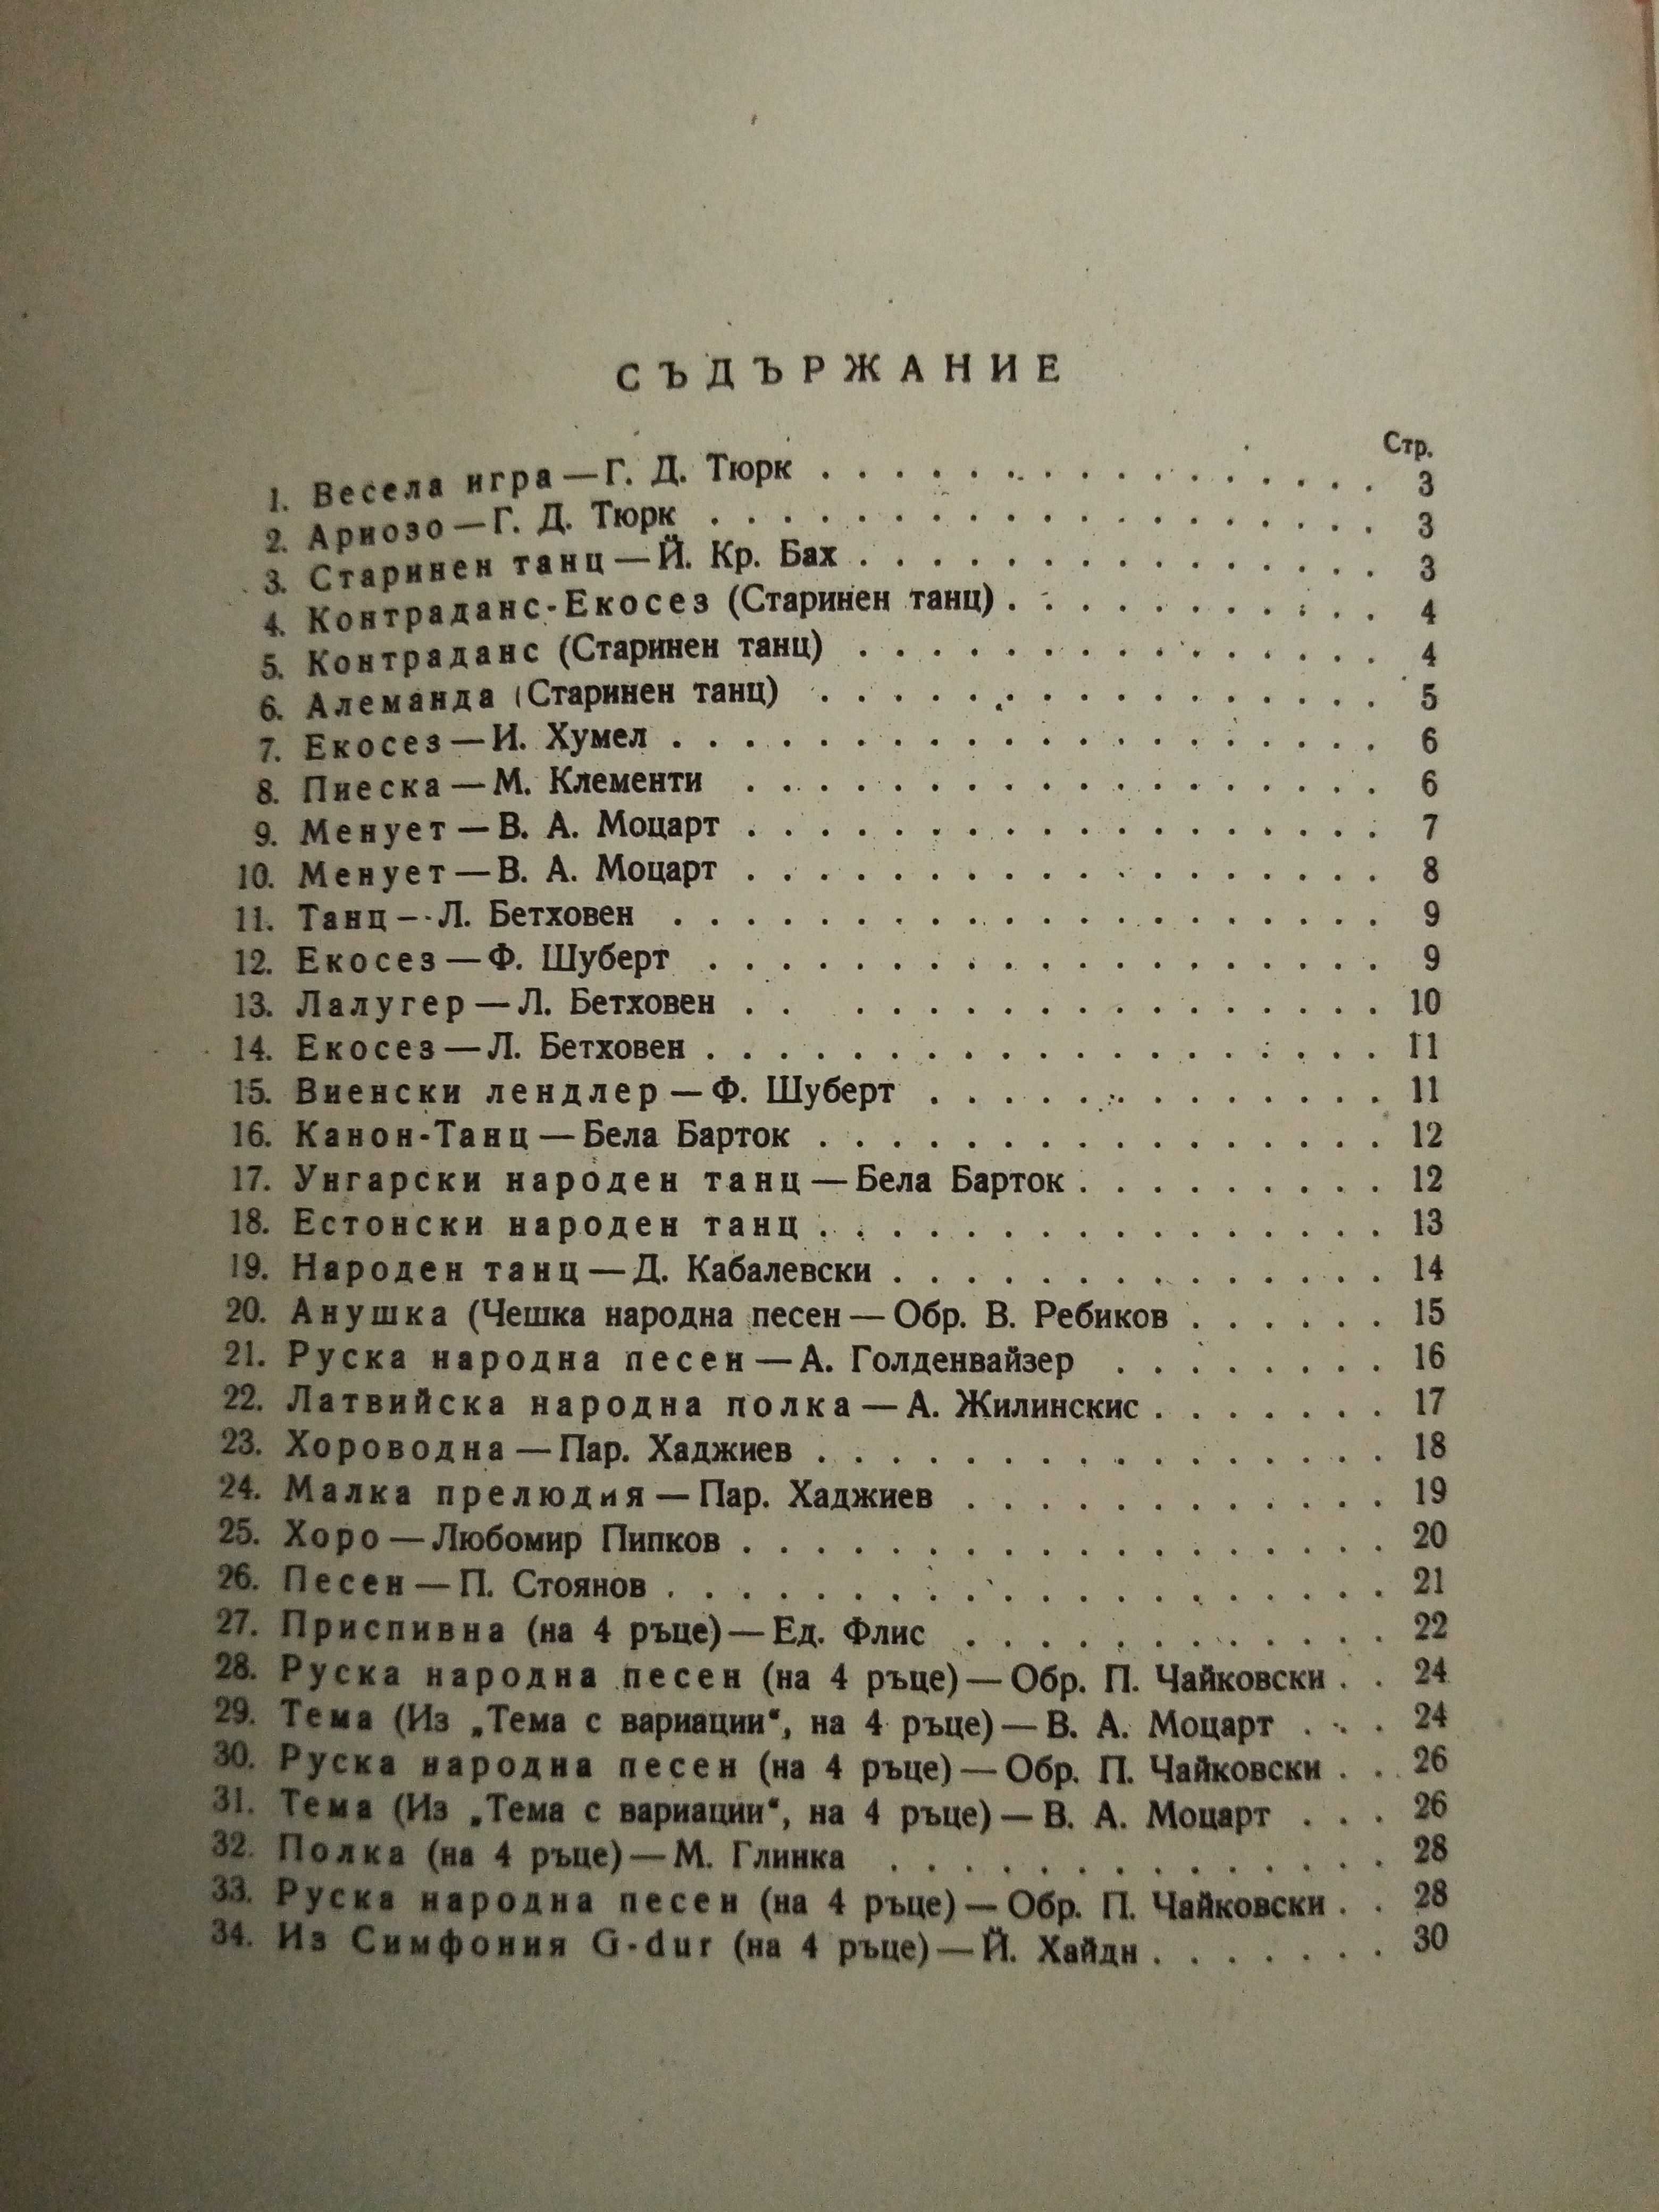 СЪДЪРЖАНИЕ
Стр.
1. Весела игра — Г. Д. Тюрк . . . . . . . . . . . . . . . 3
2. Ариозо — Г. Д. Тюрк . . . . . . . . . . . . . . . . . . 3
3. Старинен танц — Й. Кр. Бах . . . . . . . . . . . . . . 3
4. Контраданс-Екосез (Старинен танц) . . . . . . . . . . 4
5. Контраданс (Старинен танц) . . . . . . . . . . . . . . 4
6. Алеманда (Старинен танц) . . . . . . . . . . . . . . . 5
7. Екосез — И. Хумел . . . . . . . . . . . . . . . . . . . 6
8. Пиеска — М. Клементи . . . . . . . . . . . . . . . . . 6
9. Менует — В. А. Моцарт . . . . . . . . . . . . . . . . . 7
10. Менует — В. А. Моцарт . . . . . . . . . . . . . . . . . 8
11. Танц — Л. Бетховен . . . . . . . . . . . . . . . . . . . 9
12. Екосез — Ф. Шуберт . . . . . . . . . . . . . . . . . . 9
13. Лалугер — Л. Бетховен . . . . . . . . . . . . . . . . . 10
14. Екосез — Л. Бетховен . . . . . . . . . . . . . . . . . . 11
15. Виенски лендлер — Ф. Шуберт . . . . . . . . . . . . . 11
16. Канон-Танц — Бела Барток . . . . . . . . . . . . . . . 12
17. Унгарски народен танц — Бела Барток . . . . . . . . . 12
18. Естонски народен танц . . . . . . . . . . . . . . . . 13
19. Народен танц — Д. Кабалевски . . . . . . . . . . . . . 14
20. Анушка (Чешка народна песен — Обр. В. Ребиков . . . . . . 15
21. Руска народна песен — А. Голденвайзер . . . . . . . . 16
22. Латвийска народна полка — А. Жилинскис . . . . . . . 17
23. Хороводна — Пар. Хаджиев . . . . . . . . . . . . . . . 18
24. Малка прелюдия — Пар. Хаджиев . . . . . . . . . . . . 19
25. Хоро — Любомир Пипков . . . . . . . . . . . . . . . . . 20
26. Песен — П. Стоянов . . . . . . . . . . . . . . . . . . . 21
27. Приспивна (на 4 ръце) — Ед. Флис . . . . . . . . . . . . 22
28. Руска народна песен (на 4 ръце) — Обр. П. Чайковски . . 24
29. Тема (Из „Тема с вариации“, на 4 ръце) — В. А. Моцарт . . . 24
30. Руска народна песен (на 4 ръце) — Обр. П. Чайковски . . . 26
31. Тема (Из „Тема с вариации“, на 4 ръце) — В. А. Моцарт . . . 26
32. Полка (на 4 ръце) — М. Глинка . . . . . . . . . . . . . . 28
33. Руска народна песен (на 4 ръце) — Обр. П. Чайковски . . 28
34. Из Симфония G-dur (на 4 ръце) — Й. Хайдн . . . . . . . 30